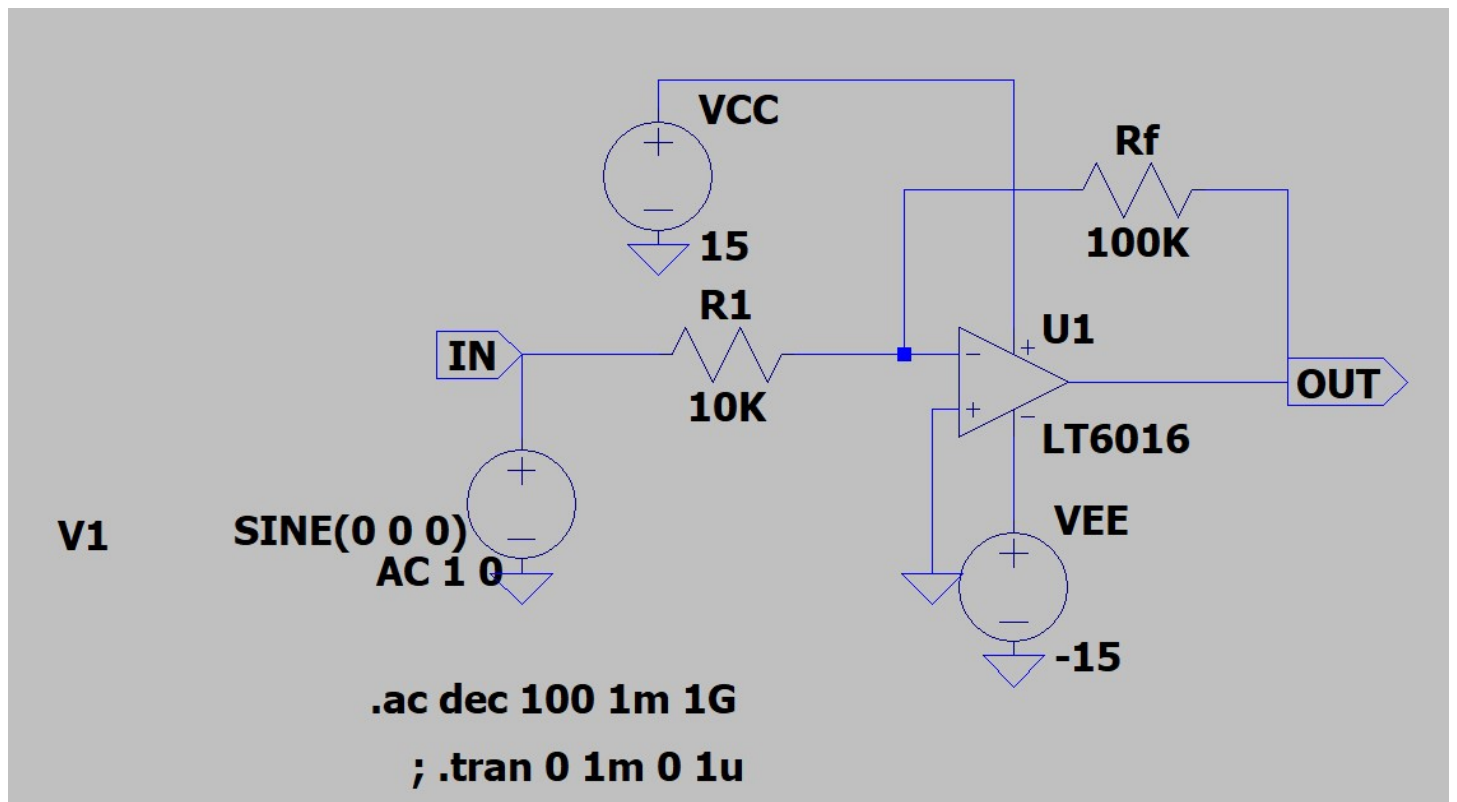 VCC
15
Rf
100K
R1
10K
IN
U1
LT6016
OUT
V1
SINE(0 0 0)
AC 1 0
VEE
-15
.ac dec 100 1m 1G
; .tran 0 1m 0 1u